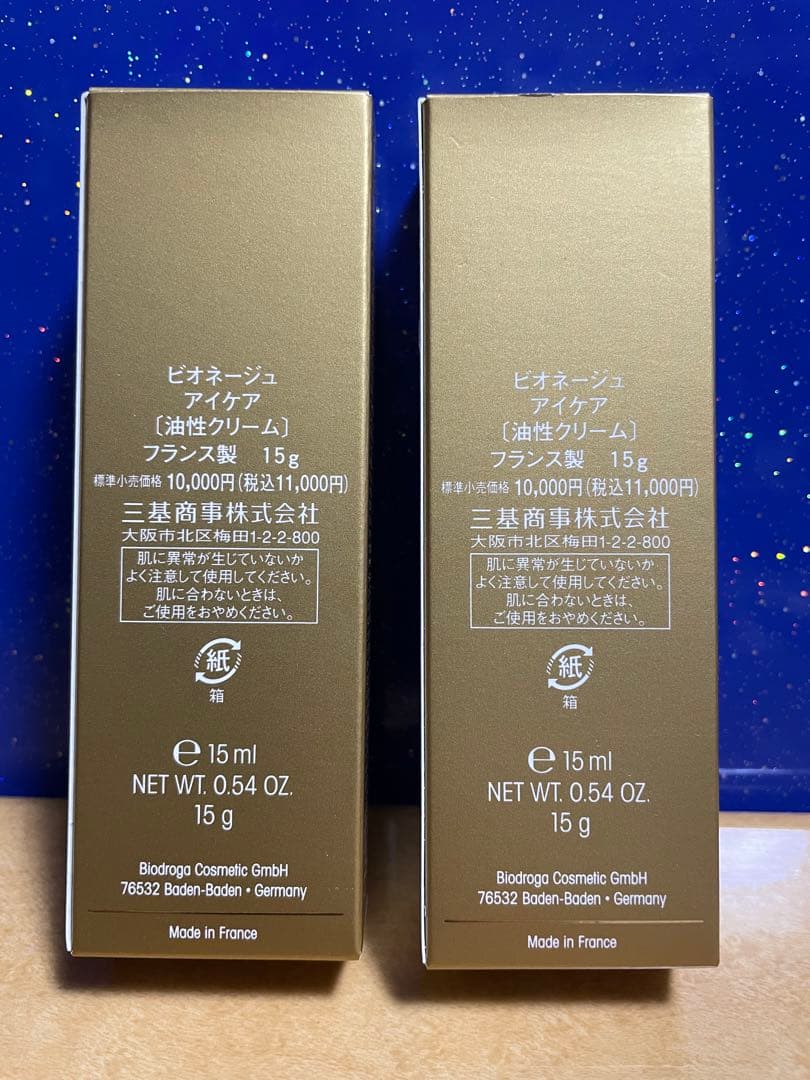 ビオネージュ
アイケア
〔油性クリーム〕
フランス製 15g
標準小売価格 10,000円(税込11,000円)
三基商事株式会社
大阪市北区梅田1-2-2-800
肌に異常が生じていないか
よく注意して使用してください。
肌に合わないときは、
ご使用をおやめください。
紙
箱
℮ 15 ml
NET WT. 0.54 OZ.
15 g
Biodroga Cosmetic GmbH
76532 Baden-Baden • Germany
Made in France
ビオネージュ
アイケア
〔油性クリーム〕
フランス製 15g
標準小売価格 10,000円(税込11,000円)
三基商事株式会社
大阪市北区梅田1-2-2-800
肌に異常が生じていないか
よく注意して使用してください。
肌に合わないときは、
ご使用をおやめください。
紙
箱
℮ 15 ml
NET WT. 0.54 OZ.
15 g
Biodroga Cosmetic GmbH
76532 Baden-Baden • Germany
Made in France